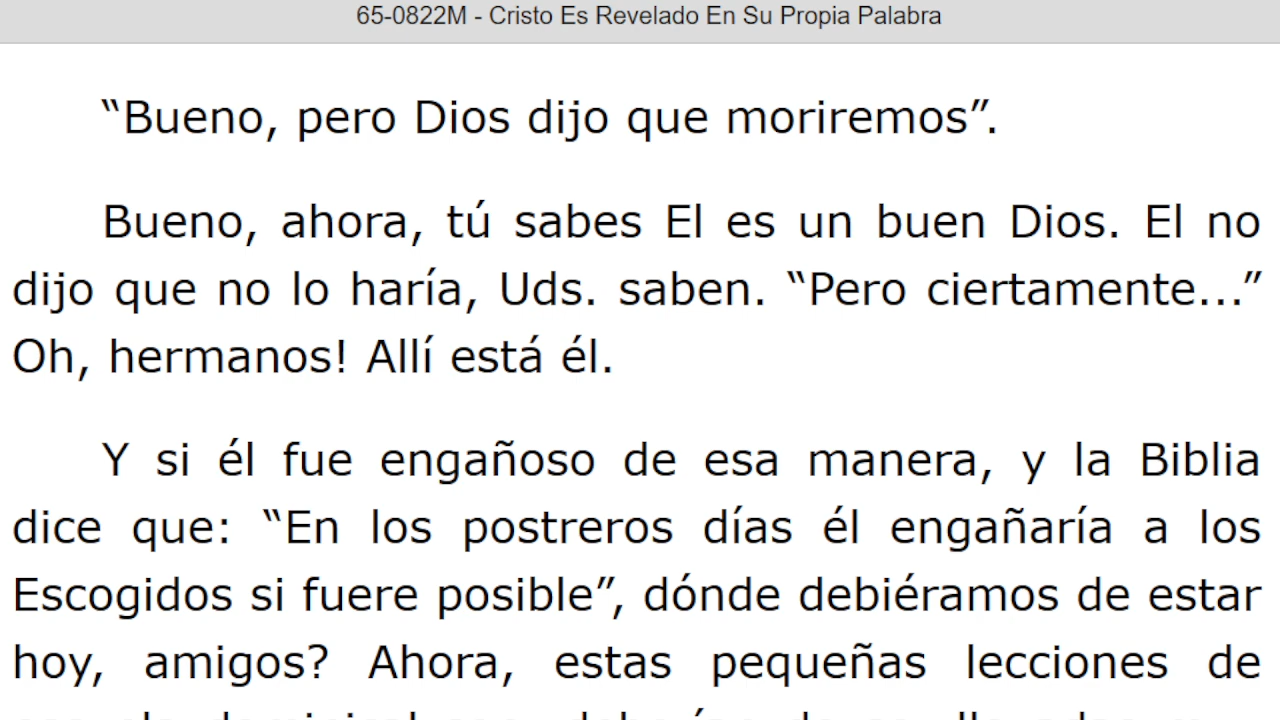 65-0822M - Cristo Es Revelado En Su Propia Palabra
“Bueno, pero Dios dijo que moriremos”.
Bueno, ahora, tú sabes El es un buen Dios. El no
dijo que no lo haría, Uds. saben. “Pero ciertamente...”
Oh, hermanos! Allí está él.
Y si él fue engañoso de esa manera, y la Biblia
dice que: “En los postreros días él engañaría a los
Escogidos si fuere posible”, dónde debiéramos de estar
hoy, amigos? Ahora, estas pequeñas lecciones de